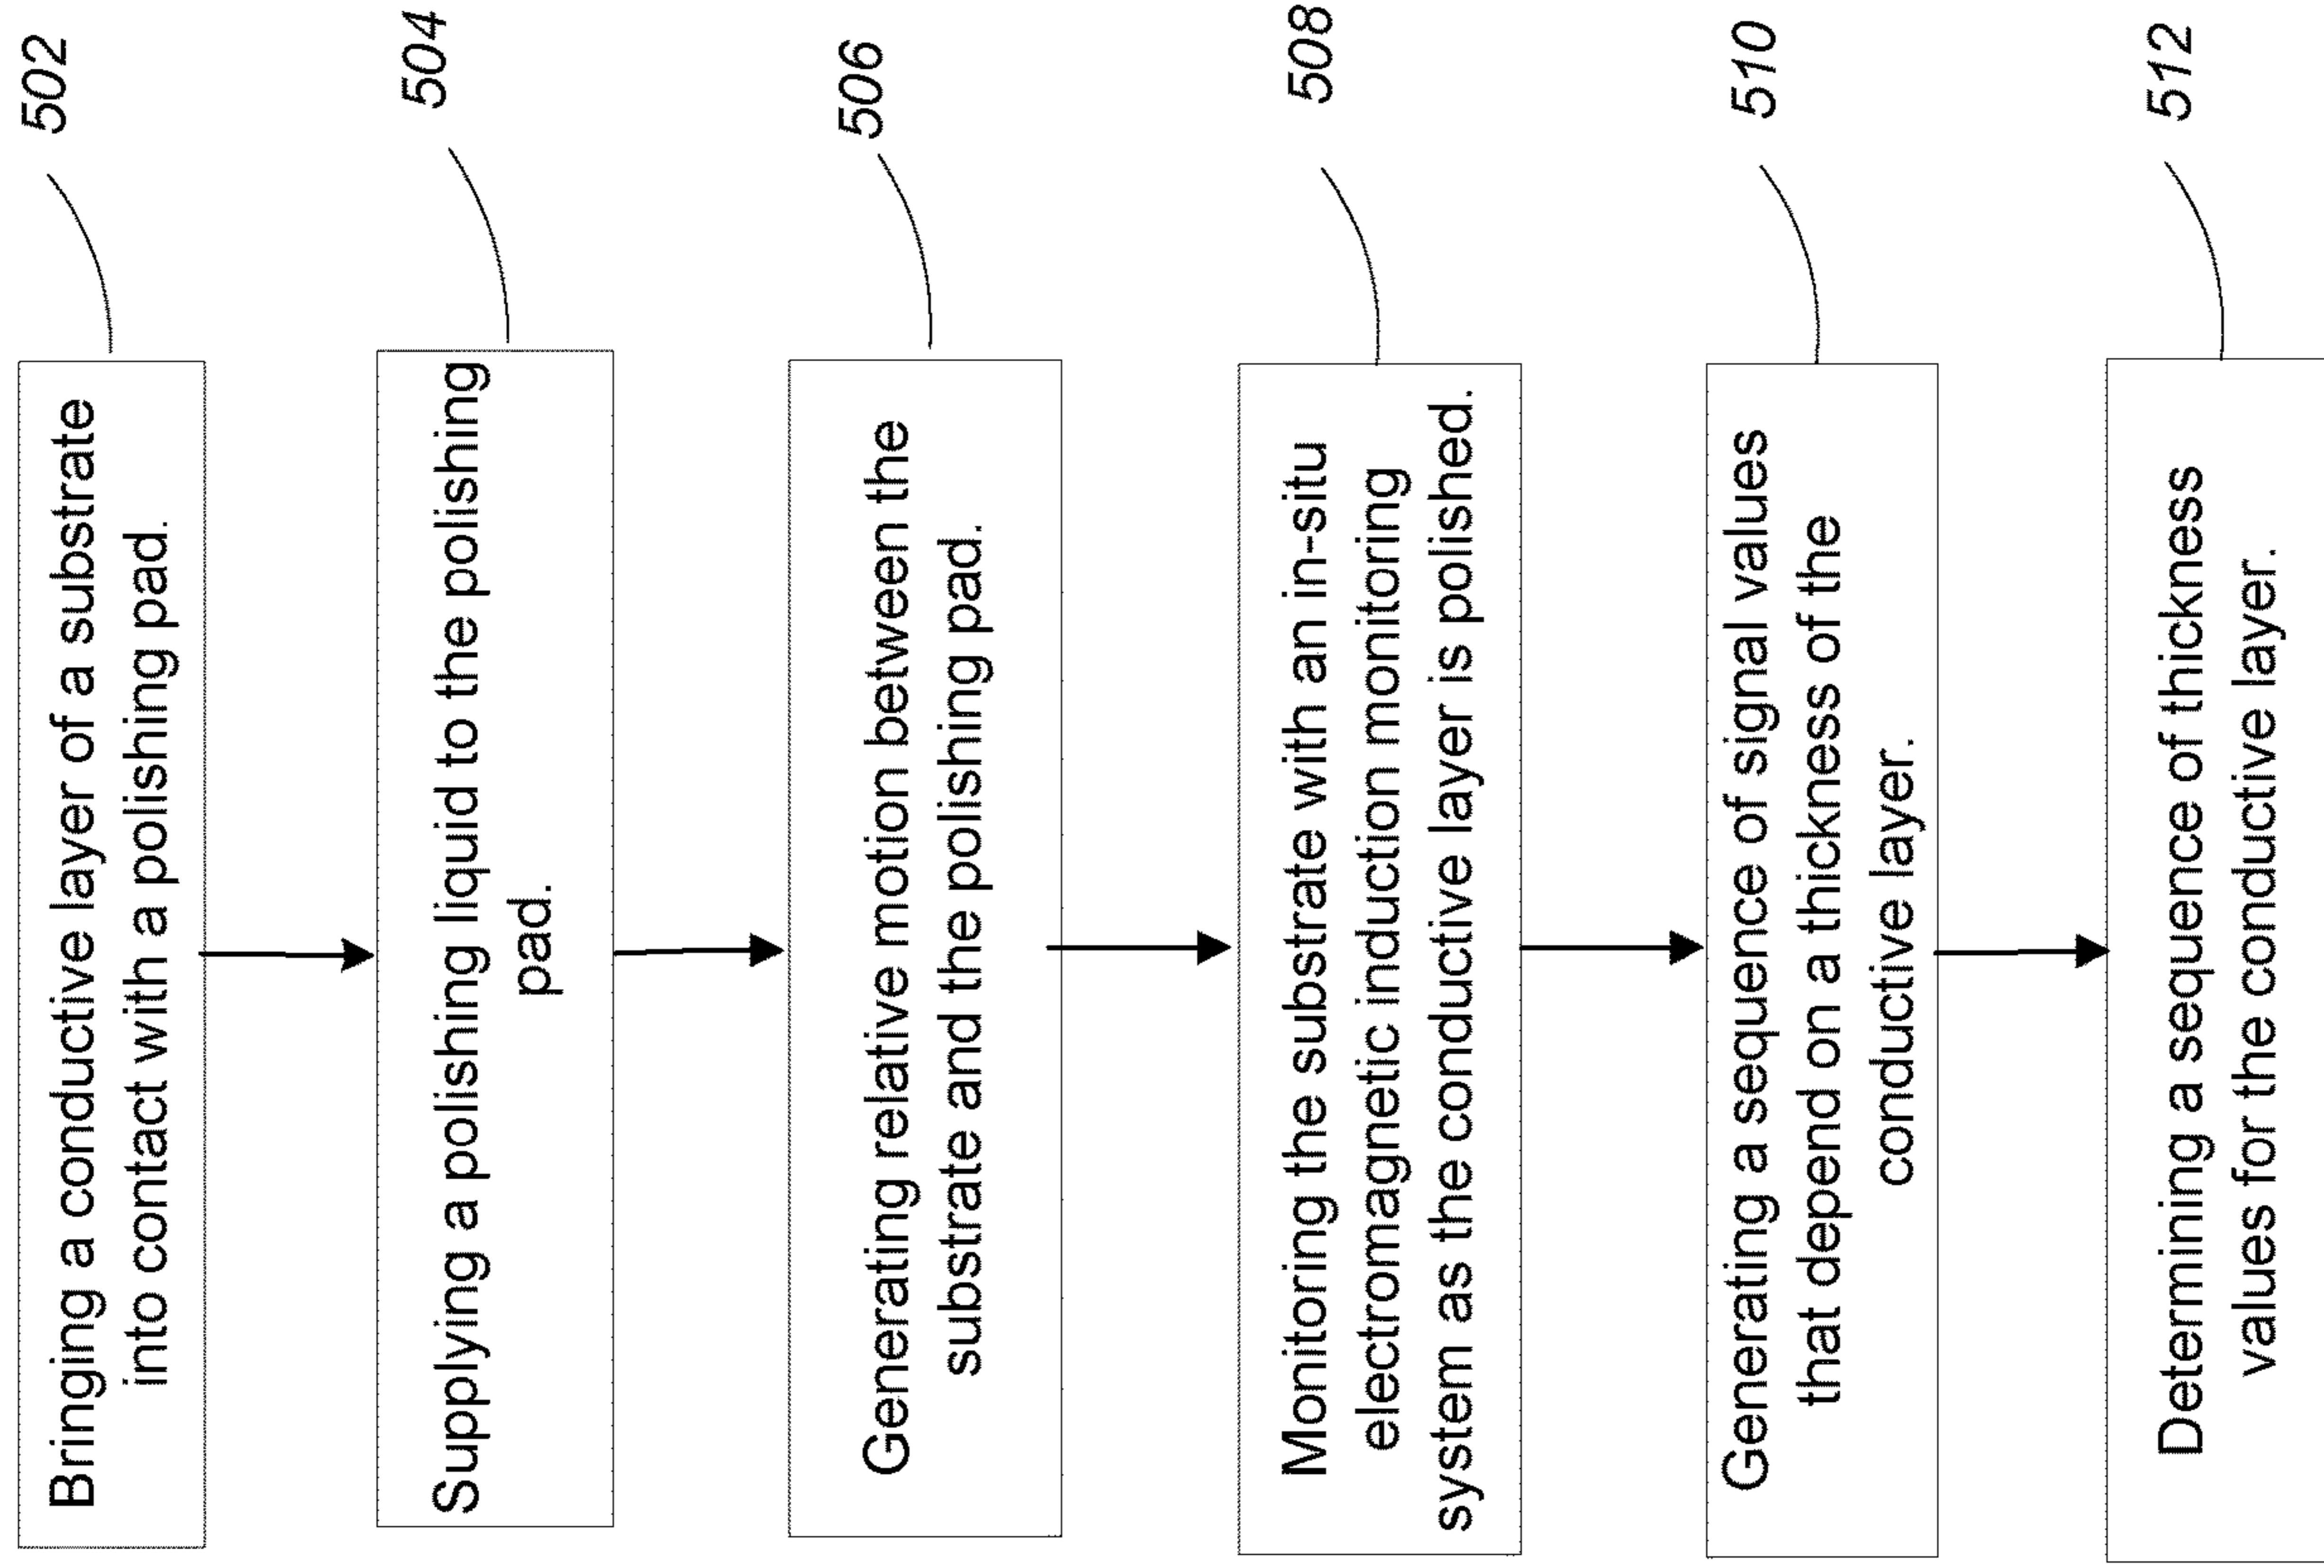 502
Bringing a conductive layer of a substrate
into contact with a polishing pad.
504
Supplying a polishing liquid to the polishing
pad.
506
Generating relative motion between the
substrate and the polishing pad.
508
Monitoring the substrate with an in-situ
electromagnetic induction monitoring
system as the conductive layer is polished.
510
Generating a sequence of signal values
that depend on a thickness of the
conductive layer.
512
Determining a sequence of thickness
values for the conductive layer.